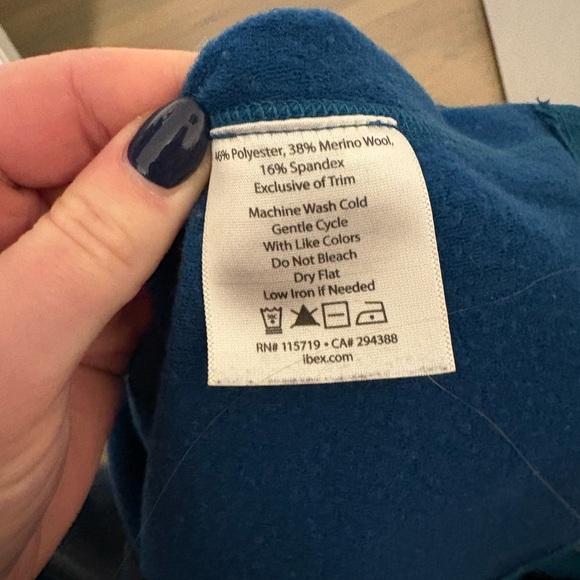 46% Polyester, 38% Merino Wool,
16% Spandex
Exclusive of Trim
Machine Wash Cold
Gentle Cycle
With Like Colors
Do Not Bleach
Dry Flat
Low Iron if Needed
RN# 115719 • CA# 294388
ibex.com